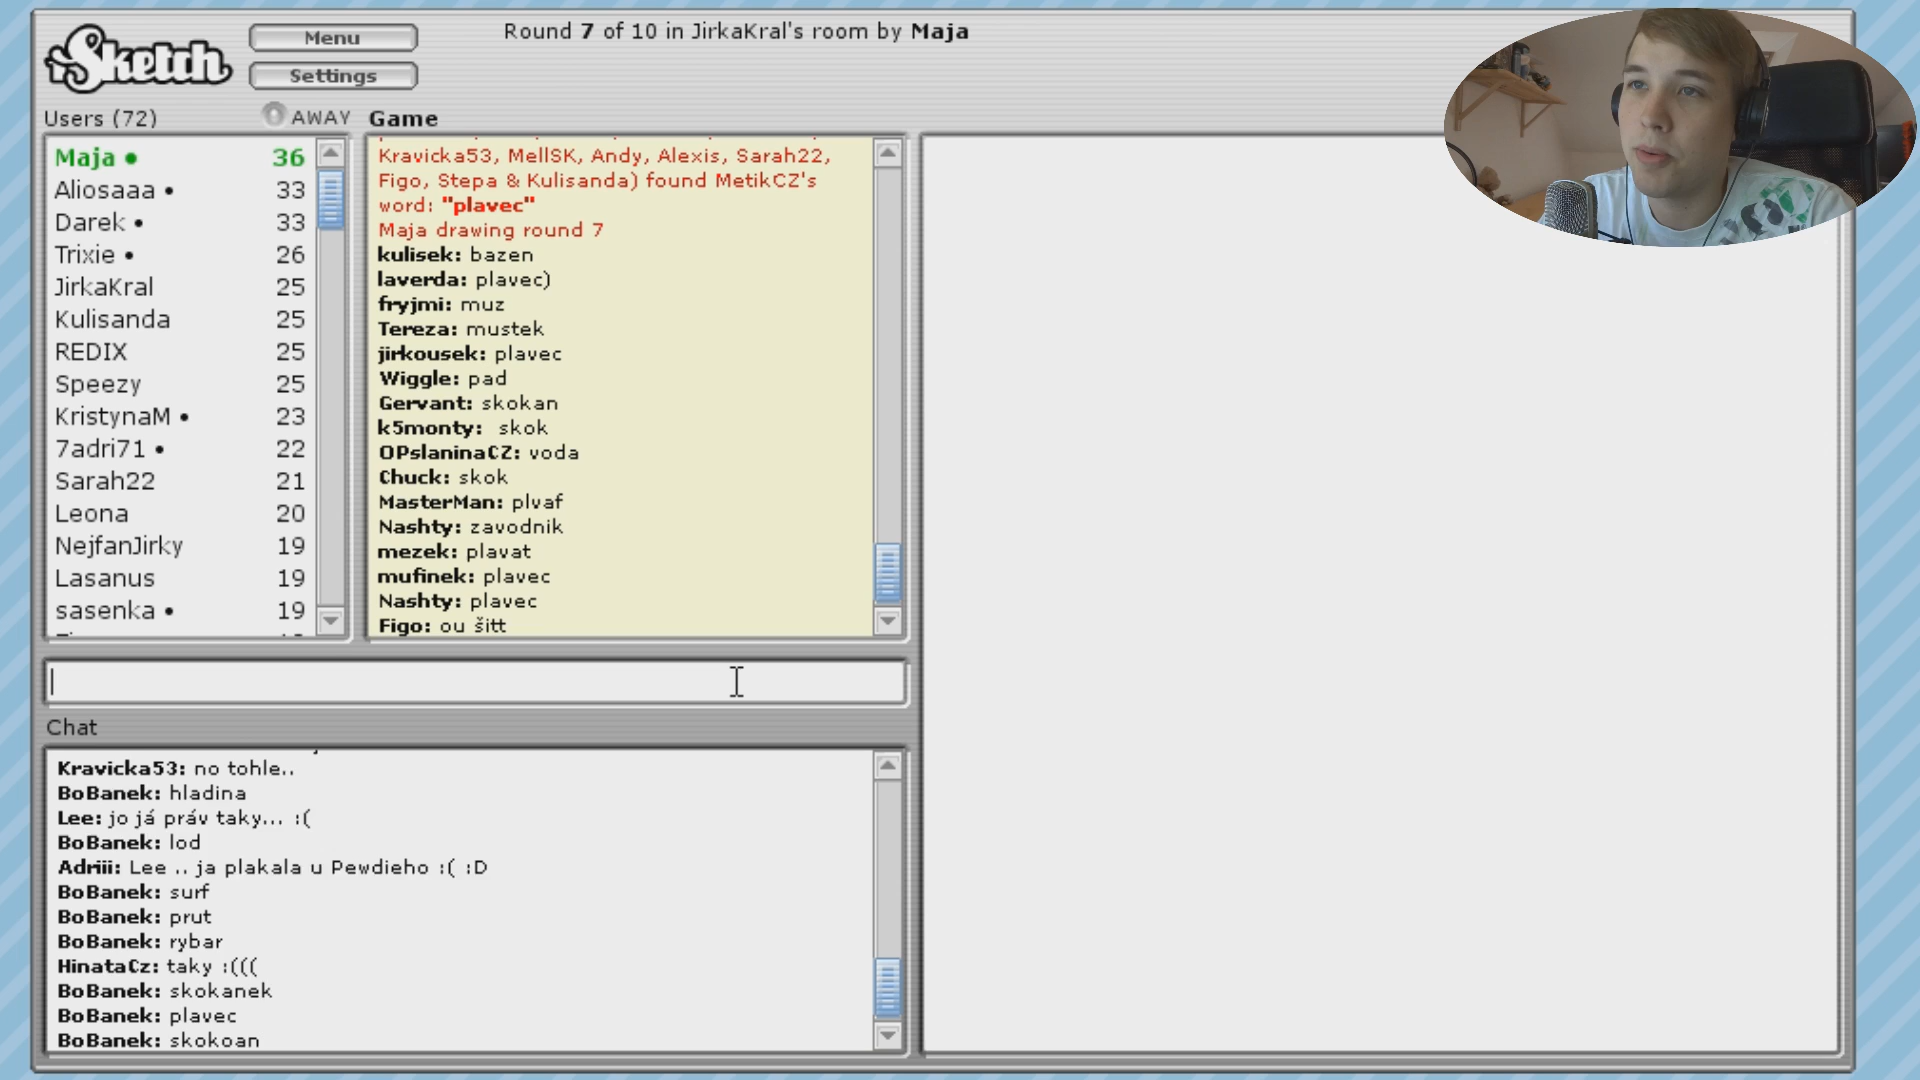 iSketch
Menu
Settings
Round 7 of 10 in JirkaKral's room by Maja
Users (72)
AWAY
Game
Maja • 36
Aliosaaa • 33
Darek • 33
Trixie • 26
JirkaKral 25
Kulisanda 25
REDIX 25
Speezy 25
KristynaM • 23
7adri71 • 22
Sarah22 21
Leona 20
NejfanJirky 19
Lasanus 19
sasenka • 19
Kravicka53, MellSK, Andy, Alexis, Sarah22,
Figo, Stepa & Kulisanda) found MetikCZ's
word: "plavec"
Maja drawing round 7
kulisek: bazen
laverda: plavec)
fryjmi: muz
Tereza: mustek
jirkousek: plavec
Wiggle: pad
Gervant: skokan
k5monty: skok
OPslaninaCZ: voda
Chuck: skok
MasterMan: plvaf
Nashty: zavodnik
mezek: plavat
mufinek: plavec
Nashty: plavec
Figo: ou šitt
Chat
Kravicka53: no tohle..
BoBanek: hladina
Lee: jo já práv taky... :(
BoBanek: lod
Adriii: Lee .. ja plakala u Pewdieho :( :D
BoBanek: surf
BoBanek: prut
BoBanek: rybar
HinataCz: taky :(((
BoBanek: skokanek
BoBanek: plavec
BoBanek: skokoan